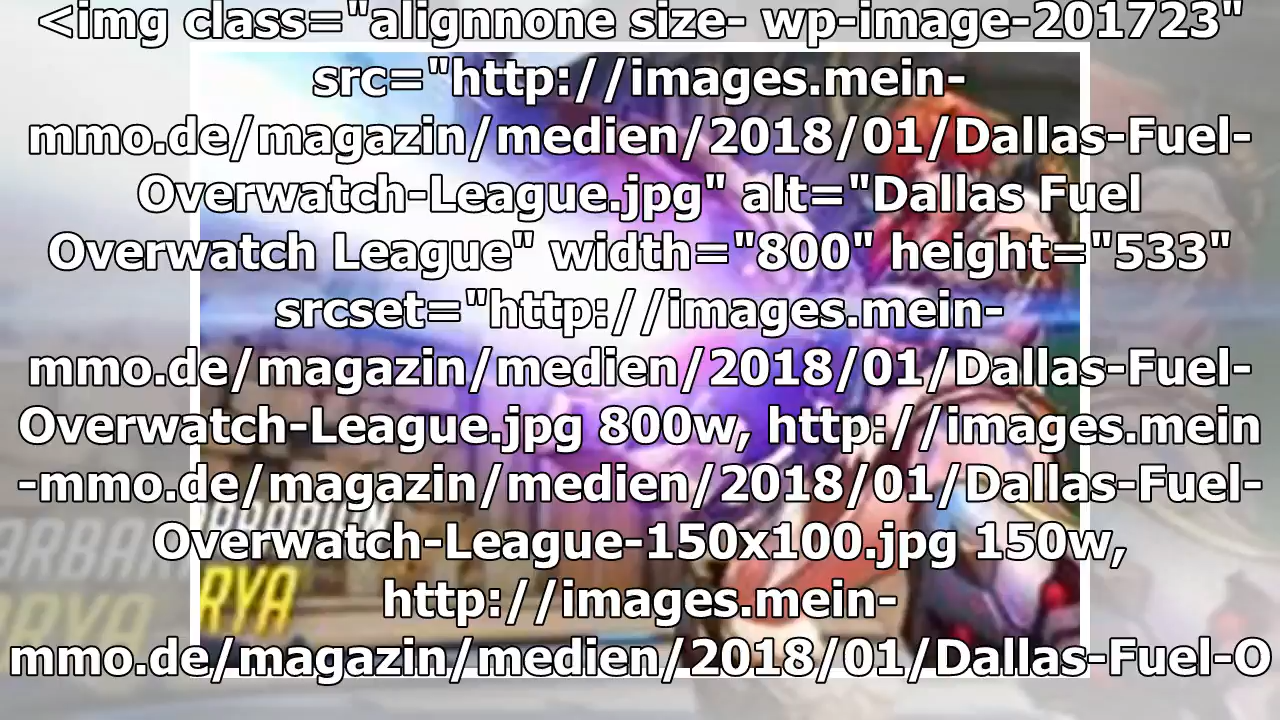 <img class="alignnone size- wp-image-201723"
src="http://images.mein-
mmo.de/magazin/medien/2018/01/Dallas-Fuel-
Overwatch-League.jpg" alt="Dallas Fuel
Overwatch League" width="800" height="533"
srcset="http://images.mein-
mmo.de/magazin/medien/2018/01/Dallas-Fuel-
Overwatch-League.jpg 800w, http://images.mein
-mmo.de/magazin/medien/2018/01/Dallas-Fuel-
Overwatch-League-150x100.jpg 150w,
http://images.mein-
mmo.de/magazin/medien/2018/01/Dallas-Fuel-O
ARYA
RYA